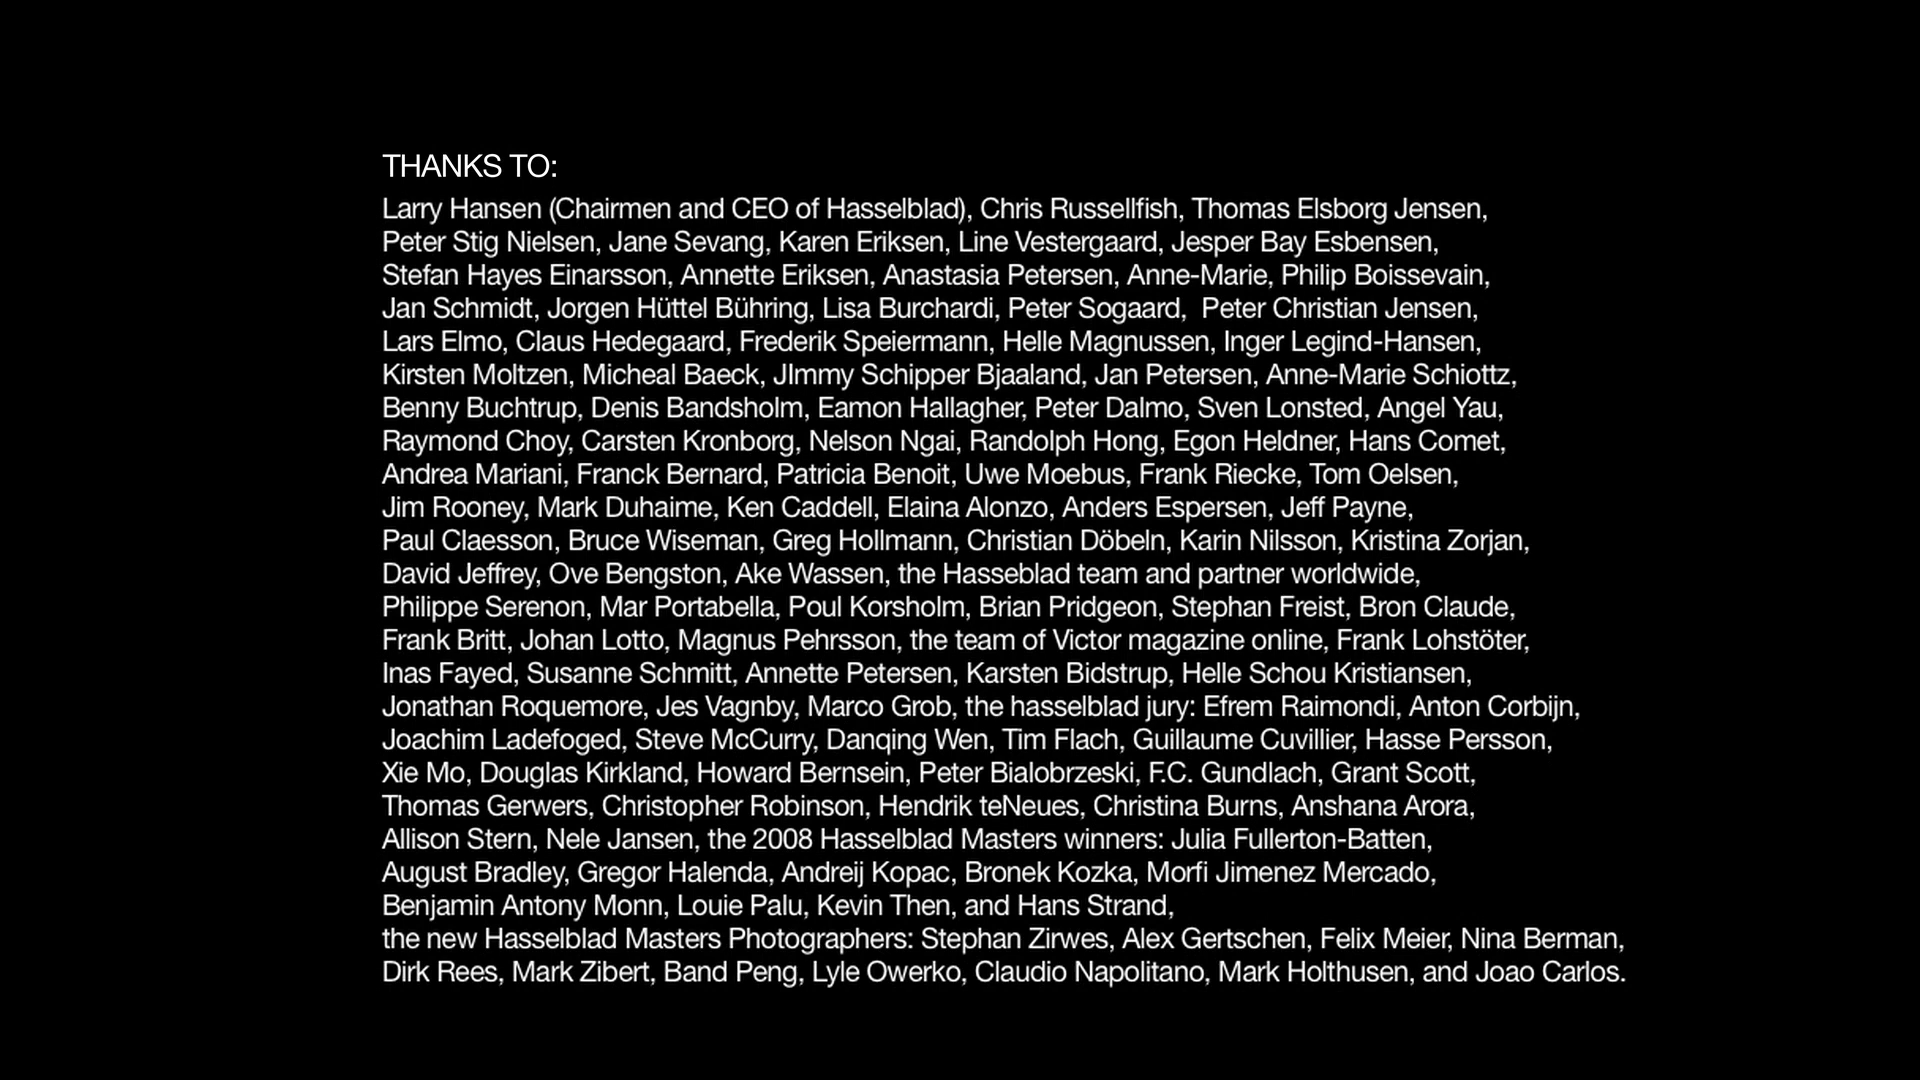 THANKS TO:
Larry Hansen (Chairmen and CEO of Hasselblad), Chris Russellfish, Thomas Elsborg Jensen,
Peter Stig Nielsen, Jane Sevang, Karen Eriksen, Line Vestergaard, Jesper Bay Esbensen,
Stefan Hayes Einarsson, Annette Eriksen, Anastasia Petersen, Anne-Marie, Philip Boissevain,
Jan Schmidt, Jorgen Hüttel Bühring, Lisa Burchardi, Peter Sogaard,  Peter Christian Jensen,
Lars Elmo, Claus Hedegaard, Frederik Speiermann, Helle Magnussen, Inger Legind-Hansen,
Kirsten Moltzen, Micheal Baeck, JImmy Schipper Bjaaland, Jan Petersen, Anne-Marie Schiottz,
Benny Buchtrup, Denis Bandsholm, Eamon Hallagher, Peter Dalmo, Sven Lonsted, Angel Yau,
Raymond Choy, Carsten Kronborg, Nelson Ngai, Randolph Hong, Egon Heldner, Hans Comet,
Andrea Mariani, Franck Bernard, Patricia Benoit, Uwe Moebus, Frank Riecke, Tom Oelsen,
Jim Rooney, Mark Duhaime, Ken Caddell, Elaina Alonzo, Anders Espersen, Jeff Payne,
Paul Claesson, Bruce Wiseman, Greg Hollmann, Christian Döbeln, Karin Nilsson, Kristina Zorjan,
David Jeffrey, Ove Bengston, Ake Wassen, the Hasseblad team and partner worldwide,
Philippe Serenon, Mar Portabella, Poul Korsholm, Brian Pridgeon, Stephan Freist, Bron Claude,
Frank Britt, Johan Lotto, Magnus Pehrsson, the team of Victor magazine online, Frank Lohstöter,
Inas Fayed, Susanne Schmitt, Annette Petersen, Karsten Bidstrup, Helle Schou Kristiansen,
Jonathan Roquemore, Jes Vagnby, Marco Grob, the hasselblad jury: Efrem Raimondi, Anton Corbijn,
Joachim Ladefoged, Steve McCurry, Danqing Wen, Tim Flach, Guillaume Cuvillier, Hasse Persson,
Xie Mo, Douglas Kirkland, Howard Bernsein, Peter Bialobrzeski, F.C. Gundlach, Grant Scott,
Thomas Gerwers, Christopher Robinson, Hendrik teNeues, Christina Burns, Anshana Arora,
Allison Stern, Nele Jansen, the 2008 Hasselblad Masters winners: Julia Fullerton-Batten,
August Bradley, Gregor Halenda, Andreij Kopac, Bronek Kozka, Morfi Jimenez Mercado,
Benjamin Antony Monn, Louie Palu, Kevin Then, and Hans Strand,
the new Hasselblad Masters Photographers: Stephan Zirwes, Alex Gertschen, Felix Meier, Nina Berman,
Dirk Rees, Mark Zibert, Band Peng, Lyle Owerko, Claudio Napolitano, Mark Holthusen, and Joao Carlos.